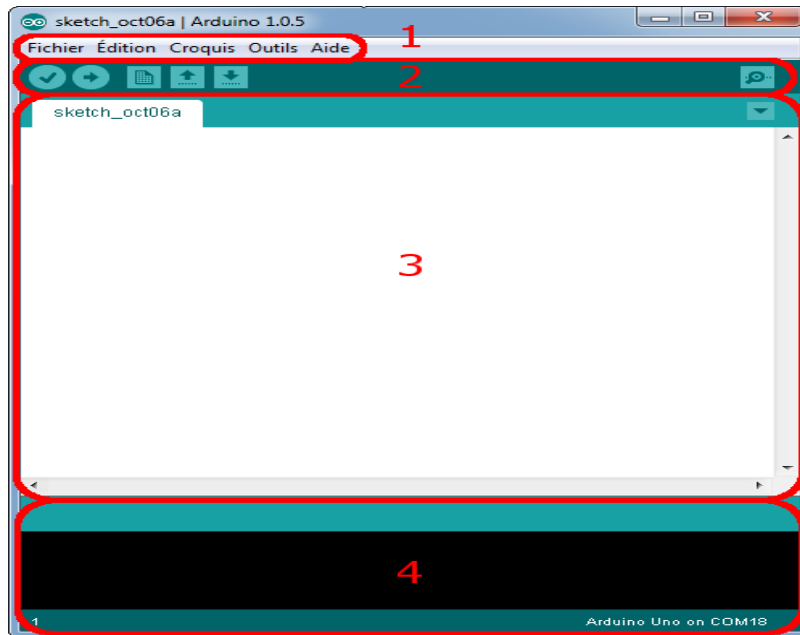 sketch_oct06a | Arduino 1.0.5
Fichier Édition Croquis Outils Aide
1
2
sketch_oct06a
3
4
1 Arduino Uno on COM18